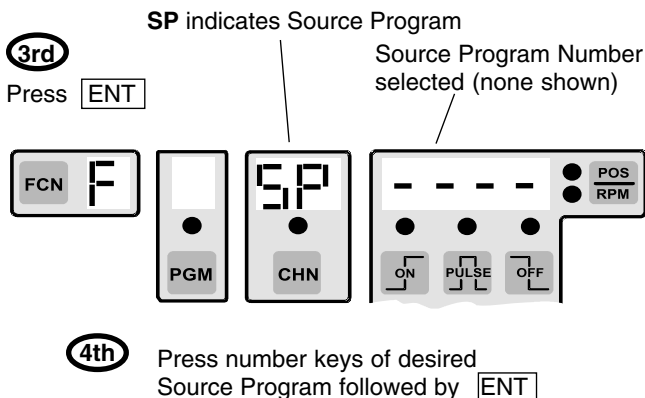 SP indicates Source Program
3rd
Press ENT
Source Program Number
selected (none shown)
FCN F
SP
- - - -
POS
RPM
PGM
CHN
ON
PULSE
OFF
4th
Press number keys of desired
Source Program followed by ENT